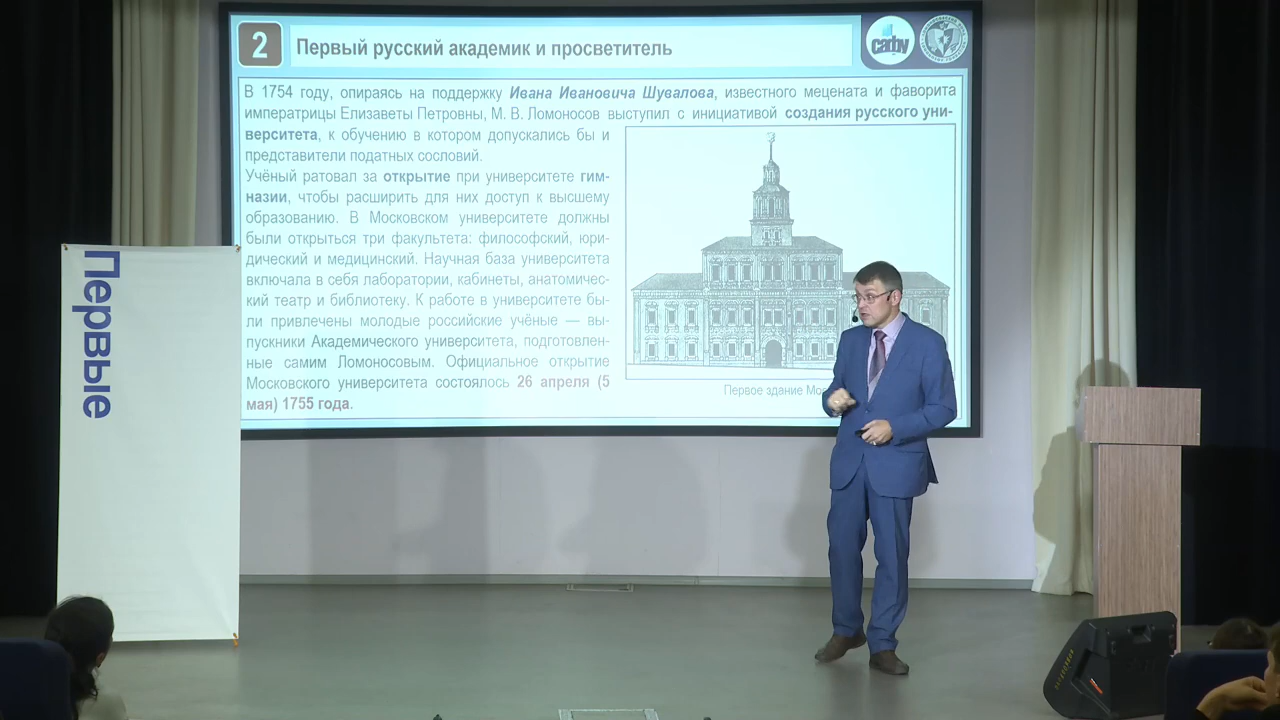 2
Первый русский академик и просветитель
сафу
В 1754 году, опираясь на поддержку Ивана Ивановича Шувалова, известного мецената и фаворита
императрицы Елизаветы Петровны, М. В. Ломоносов выступил с инициативой создания русского уни-
верситета, к обучению в котором допускались бы и
представители податных сословий.
Учёный ратовал за открытие при университете гим-
назии, чтобы расширить для них доступ к высшему
образованию. В Московском университете должны
были открыться три факультета: философский, юри-
дический и медицинский. Научная база университета
включала в себя лаборатории, кабинеты, анатомичес-
кий театр и библиотеку. К работе в университете бы-
ли привлечены молодые российские учёные — вы-
пускники Академического университета, подготовлен-
ные самим Ломоносовым. Официальное открытие
Московского университета состоялось 26 апреля (5
мая) 1755 года.
Первое здание Мос
Первые